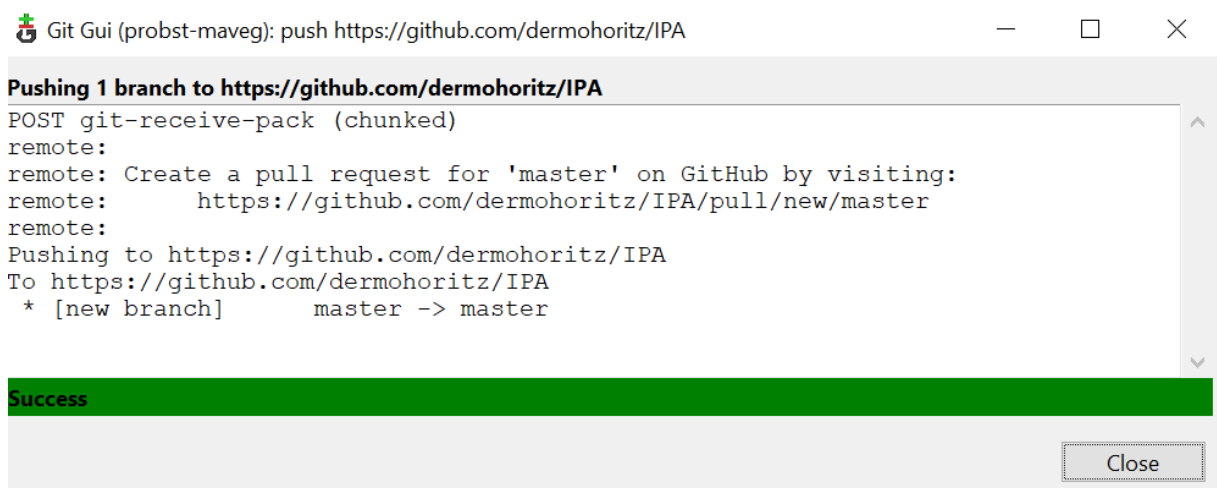 Git Gui (probst-maveg): push https://github.com/dermohoritz/IPA
Pushing 1 branch to https://github.com/dermohoritz/IPA
POST git-receive-pack (chunked)
remote:
remote: Create a pull request for 'master' on GitHub by visiting:
remote:      https://github.com/dermohoritz/IPA/pull/new/master
remote:
Pushing to https://github.com/dermohoritz/IPA
To https://github.com/dermohoritz/IPA
 * [new branch]      master -> master
Success
Close